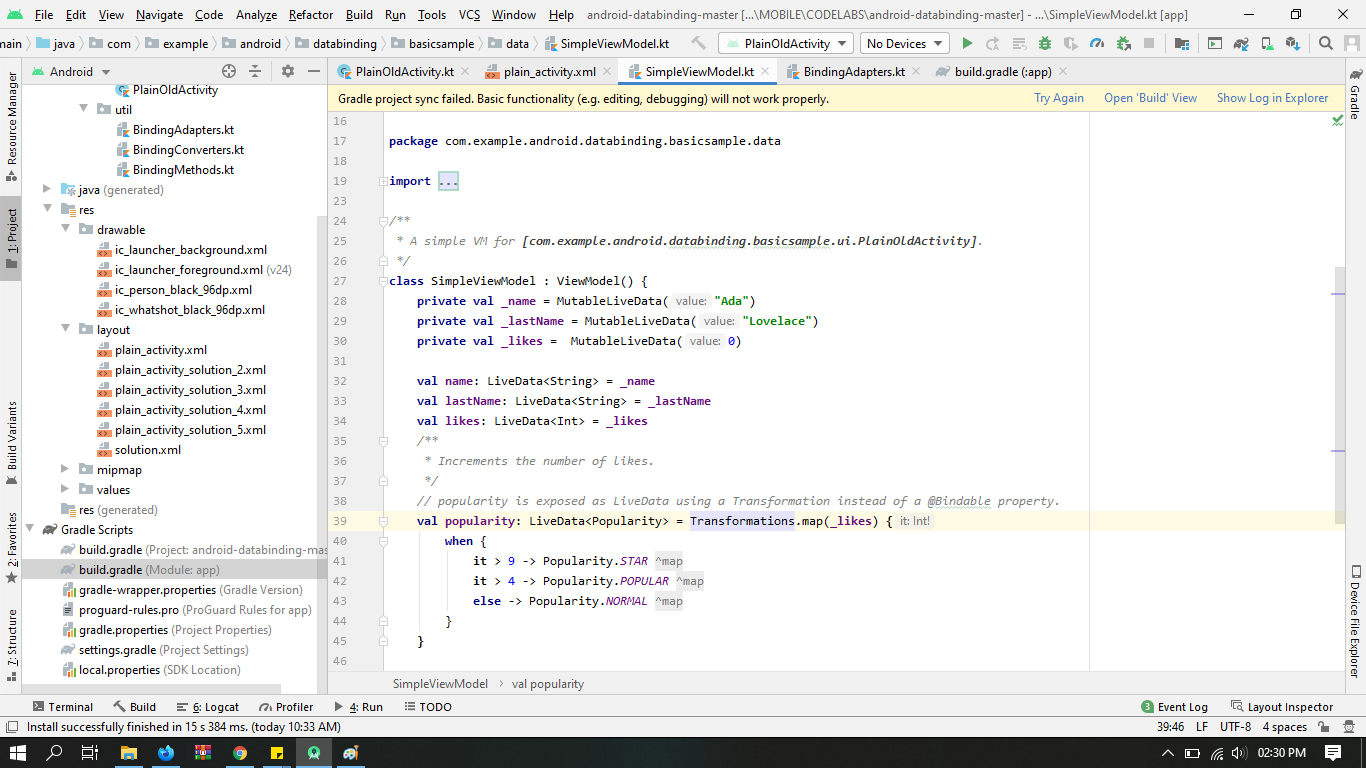 File Edit View Navigate Code Analyze Refactor Build Run Tools VCS Window Help android-databinding-master [...\MOBILE\CODELABS\android-databinding-master] - ...\SimpleViewModel.kt [app]
main java com example android databinding basicsample data SimpleViewModel.kt PlainOldActivity No Devices
Android
PlainOldActivity.kt plain_activity.xml SimpleViewModel.kt BindingAdapters.kt build.gradle (:app)
Gradle project sync failed. Basic functionality (e.g. editing, debugging) will not work properly. Try Again Open 'Build' View Show Log in Explorer
Resource Manager
1: Project
Build Variants
2: Favorites
7: Structure
PlainOldActivity
util
BindingAdapters.kt
BindingConverters.kt
BindingMethods.kt
java (generated)
res
drawable
ic_launcher_background.xml
ic_launcher_foreground.xml (v24)
ic_person_black_96dp.xml
ic_whatshot_black_96dp.xml
layout
plain_activity.xml
plain_activity_solution_2.xml
plain_activity_solution_3.xml
plain_activity_solution_4.xml
plain_activity_solution_5.xml
solution.xml
mipmap
values
res (generated)
Gradle Scripts
build.gradle (Project: android-databinding-mas
build.gradle (Module: app)
gradle-wrapper.properties (Gradle Version)
proguard-rules.pro (ProGuard Rules for app)
gradle.properties (Project Properties)
settings.gradle (Project Settings)
local.properties (SDK Location)
16
17 package com.example.android.databinding.basicsample.data
18
19 import ...
23
24 /**
25 * A simple VM for [com.example.android.databinding.basicsample.ui.PlainOldActivity].
26 */
27 class SimpleViewModel : ViewModel() {
28 private val _name = MutableLiveData( value: "Ada")
29 private val _lastName = MutableLiveData( value: "Lovelace")
30 private val _likes =  MutableLiveData( value: 0)
31
32 val name: LiveData<String> = _name
33 val lastName: LiveData<String> = _lastName
34 val likes: LiveData<Int> = _likes
35 /**
36 * Increments the number of likes.
37 */
38 // popularity is exposed as LiveData using a Transformation instead of a @Bindable property.
39 val popularity: LiveData<Popularity> = Transformations.map(_likes) { it: Int!
40 when {
41 it > 9 -> Popularity.STAR ^map
42 it > 4 -> Popularity.POPULAR ^map
43 else -> Popularity.NORMAL ^map
44 }
45 }
46
SimpleViewModel › val popularity
Gradle
Device File Explorer
Terminal Build 6: Logcat Profiler 4: Run TODO 3 Event Log Layout Inspector
Install successfully finished in 15 s 384 ms. (today 10:33 AM) 39:46 LF UTF-8 4 spaces
02:30 PM